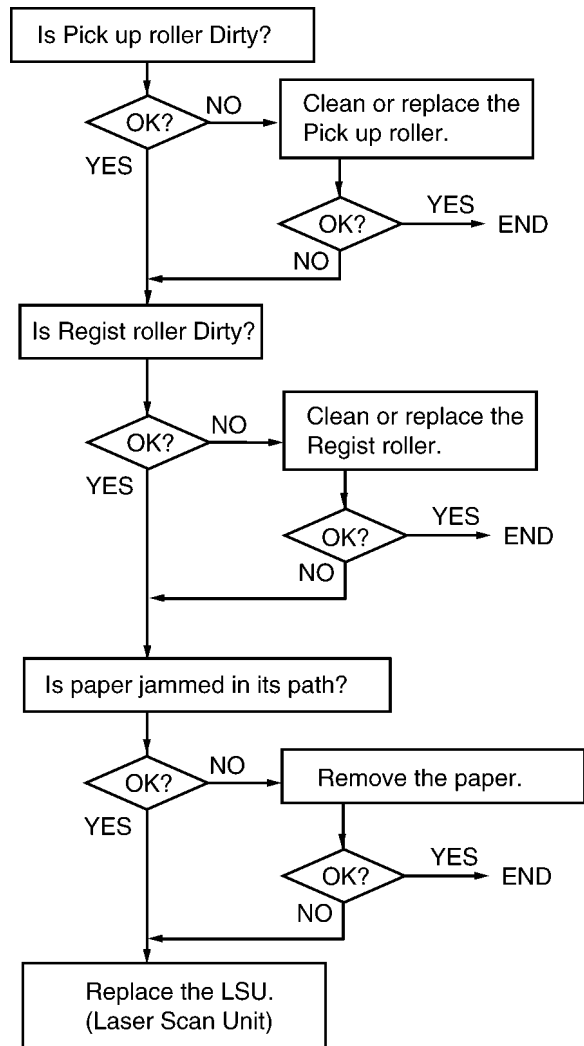 Is Pick up roller Dirty?
OK?
NO
YES
Clean or replace the
Pick up roller.
OK?
YES
END
NO
Is Regist roller Dirty?
OK?
NO
YES
Clean or replace the
Regist roller.
OK?
YES
END
NO
Is paper jammed in its path?
OK?
NO
YES
Remove the paper.
OK?
YES
END
NO
Replace the LSU.
(Laser Scan Unit)